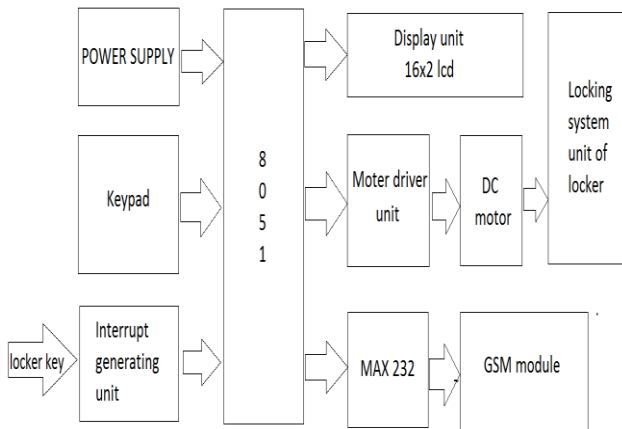 POWER SUPPLY
Display unit
16x2 lcd
Locking
system
unit of
locker
Keypad
8
0
5
1
Moter driver
unit
DC
motor
locker key
Interrupt
generating
unit
MAX 232
GSM module